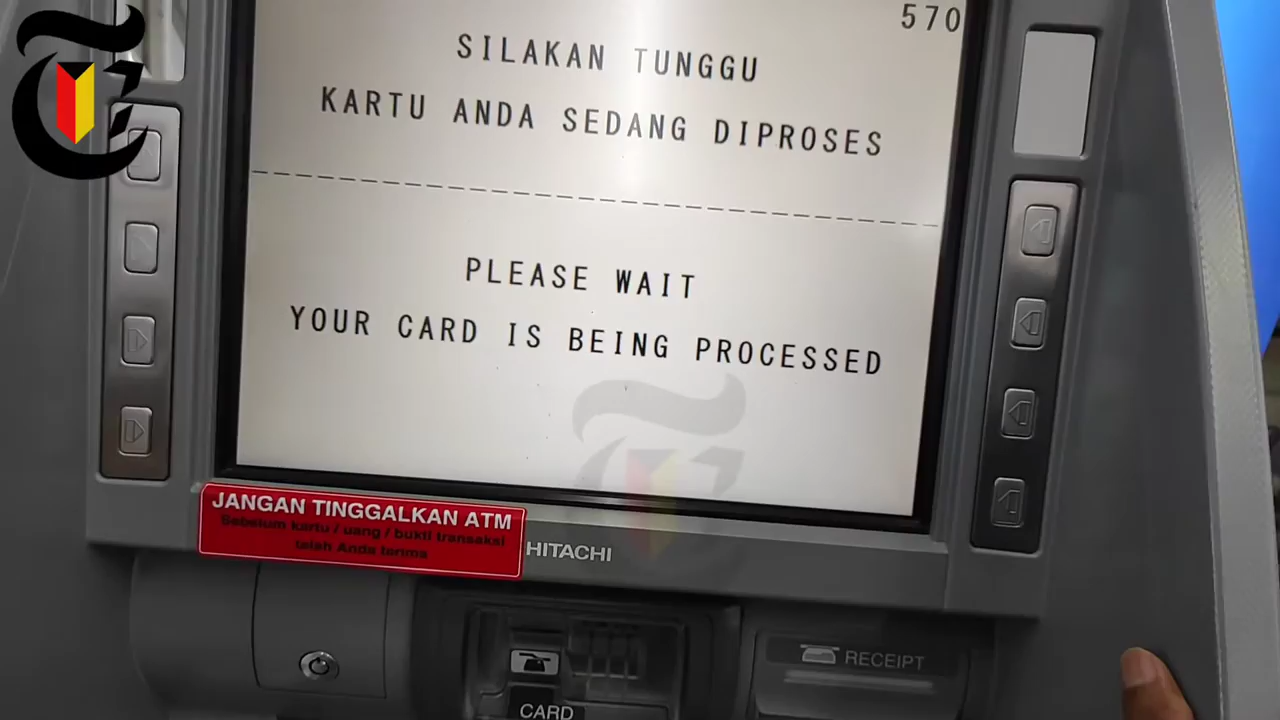 570
SILAKAN TUNGGU
KARTU ANDA SEDANG DIPROSES
PLEASE WAIT
YOUR CARD IS BEING PROCESSED
JANGAN TINGGALKAN ATM
Sebelum kartu / uang / bukti transaksi
telah Anda terima
HITACHI
RECEIPT
CARD